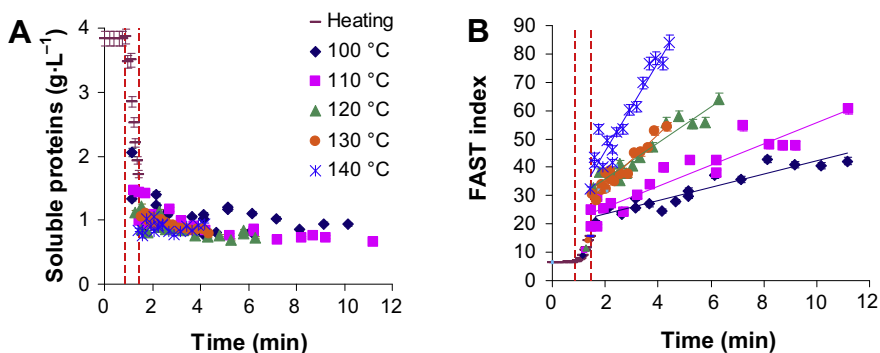 A
Soluble proteins (g·L⁻¹)
4
3
2
1
0
0 2 4 6 8 10 12
Time (min)
Heating
100 °C
110 °C
120 °C
130 °C
140 °C
B
FAST index
90
80
70
60
50
40
30
20
10
0
0 2 4 6 8 10 12
Time (min)